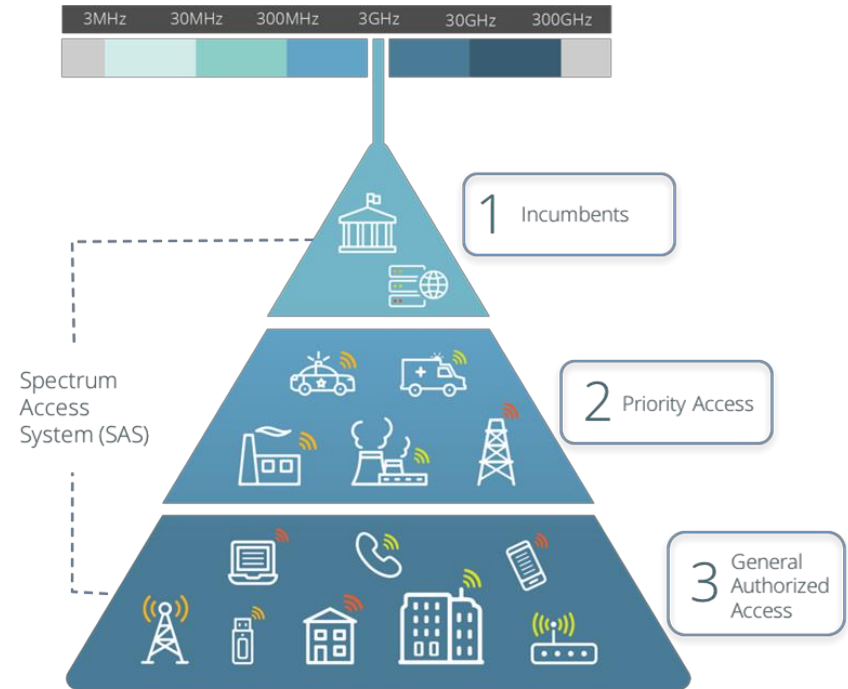 3MHz 30MHz 300MHz 3GHz 30GHz 300GHz
1 Incumbents
Spectrum
Access
System (SAS)
2 Priority Access
3 General
Authorized
Access